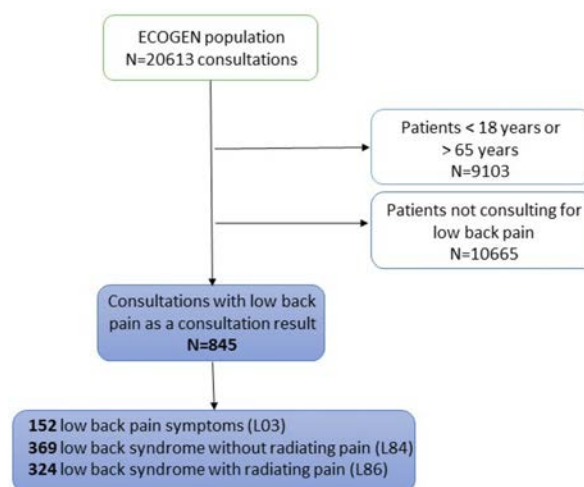 ECOGEN population
N=20613 consultations
Patients < 18 years or
> 65 years
N=9103
Patients not consulting for
low back pain
N=10665
Consultations with low back
pain as a consultation result
N=845
152 low back pain symptoms (L03)
369 low back syndrome without radiating pain (L84)
324 low back syndrome with radiating pain (L86)